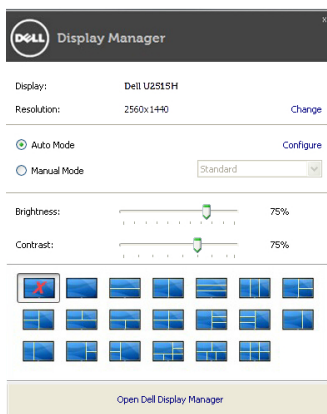 x
DELL Display Manager
Display: Dell U2515H
Resolution: 2560x1440 Change
Auto Mode Configure
Manual Mode Standard
Brightness: 75%
Contrast: 75%
Open Dell Display Manager